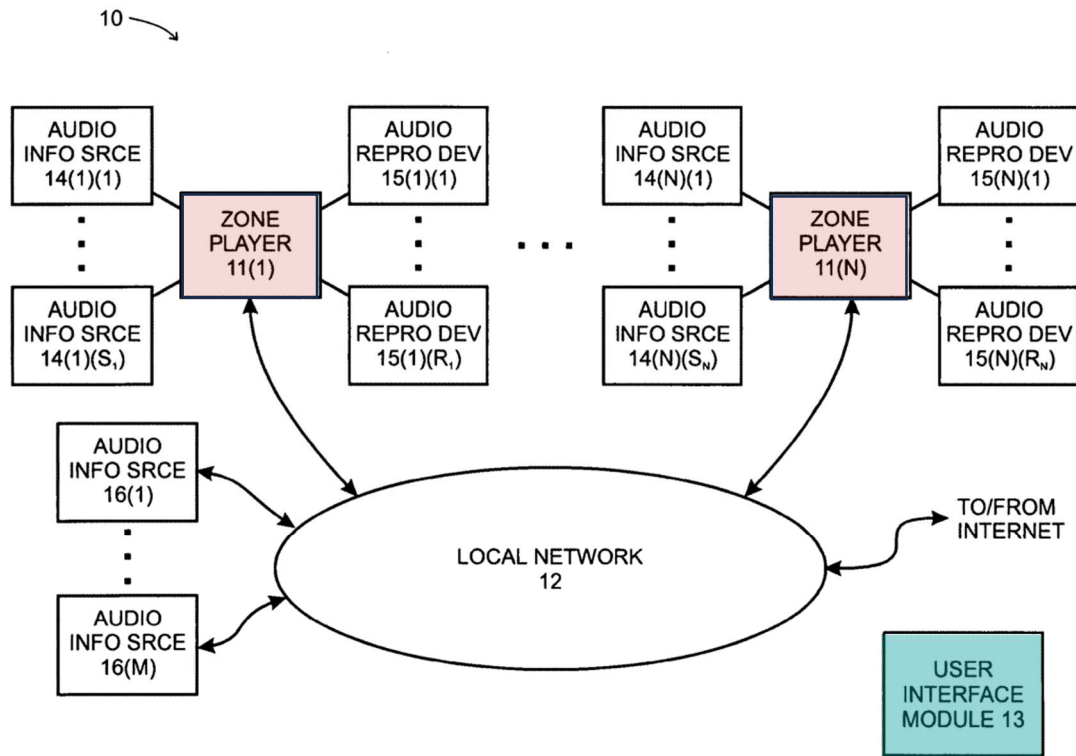 10
AUDIO
INFO SRCE
14(1)(1)
AUDIO
REPRO DEV
15(1)(1)
AUDIO
INFO SRCE
14(N)(1)
AUDIO
REPRO DEV
15(N)(1)
ZONE
PLAYER
11(1)
ZONE
PLAYER
11(N)
AUDIO
INFO SRCE
14(1)(S₁)
AUDIO
REPRO DEV
15(1)(R₁)
AUDIO
INFO SRCE
14(N)(S_N)
AUDIO
REPRO DEV
15(N)(R_N)
AUDIO
INFO SRCE
16(1)
AUDIO
INFO SRCE
16(M)
LOCAL NETWORK
12
TO/FROM
INTERNET
USER
INTERFACE
MODULE 13